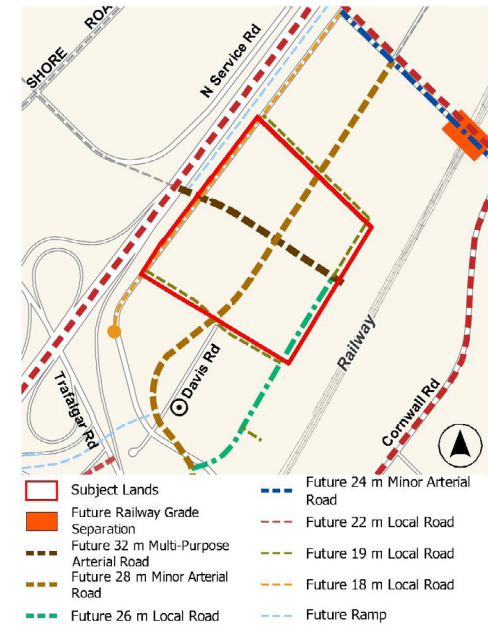 SHORE ROA
N Service Rd
Davis Rd
Railway
Trafalgar Rd
Cornwall Rd
Subject Lands
Future Railway Grade
Separation
Future 32 m Multi-Purpose
Arterial Road
Future 28 m Minor Arterial
Road
Future 26 m Local Road
Future 24 m Minor Arterial
Road
Future 22 m Local Road
Future 19 m Local Road
Future 18 m Local Road
Future Ramp